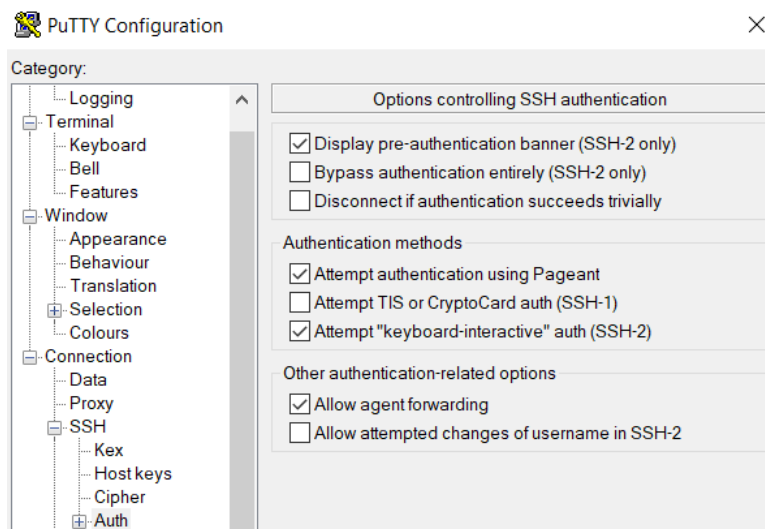 PuTTY Configuration
Category:
Logging
Terminal
Keyboard
Bell
Features
Window
Appearance
Behaviour
Translation
Selection
Colours
Connection
Data
Proxy
SSH
Kex
Host keys
Cipher
Auth
Options controlling SSH authentication
Display pre-authentication banner (SSH-2 only)
Bypass authentication entirely (SSH-2 only)
Disconnect if authentication succeeds trivially
Authentication methods
Attempt authentication using Pageant
Attempt TIS or CryptoCard auth (SSH-1)
Attempt "keyboard-interactive" auth (SSH-2)
Other authentication-related options
Allow agent forwarding
Allow attempted changes of username in SSH-2